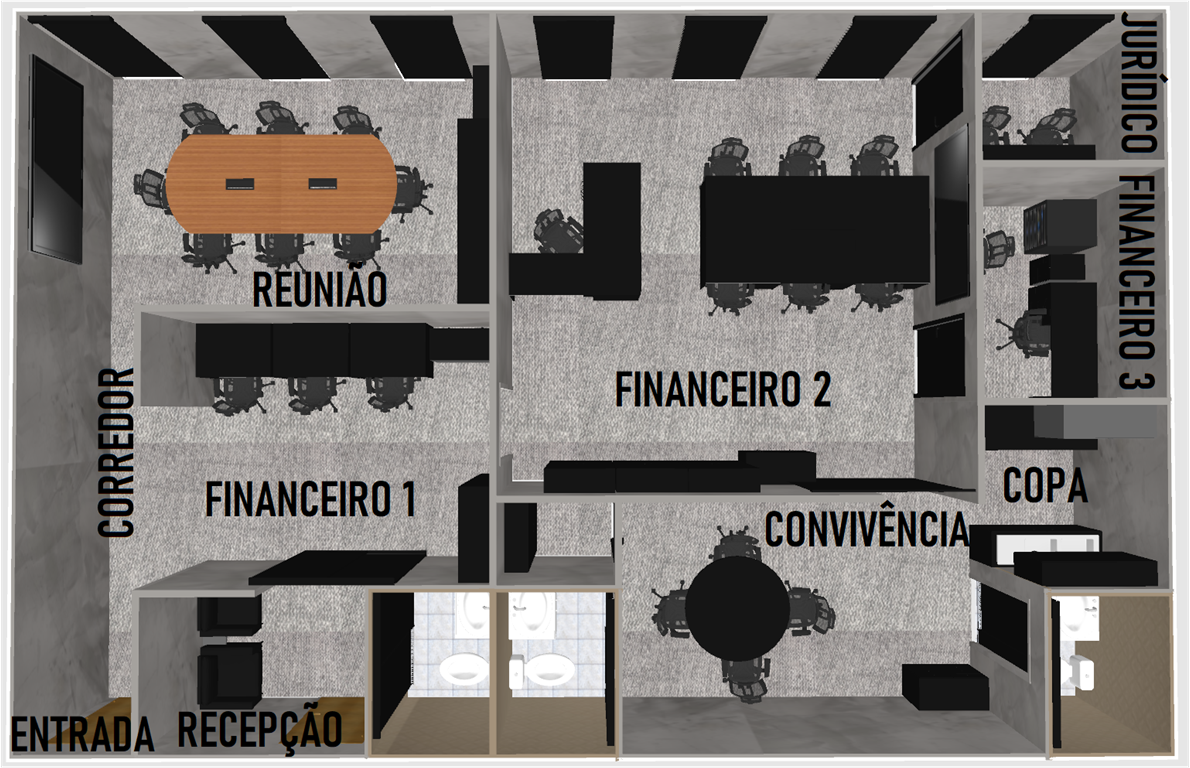 JURÍDICO
FINANCEIRO 3
REUNIÃO
FINANCEIRO 2
CORREDOR
FINANCEIRO 1
COPA
CONVIVÊNCIA
ENTRADA
RECEPÇÃO